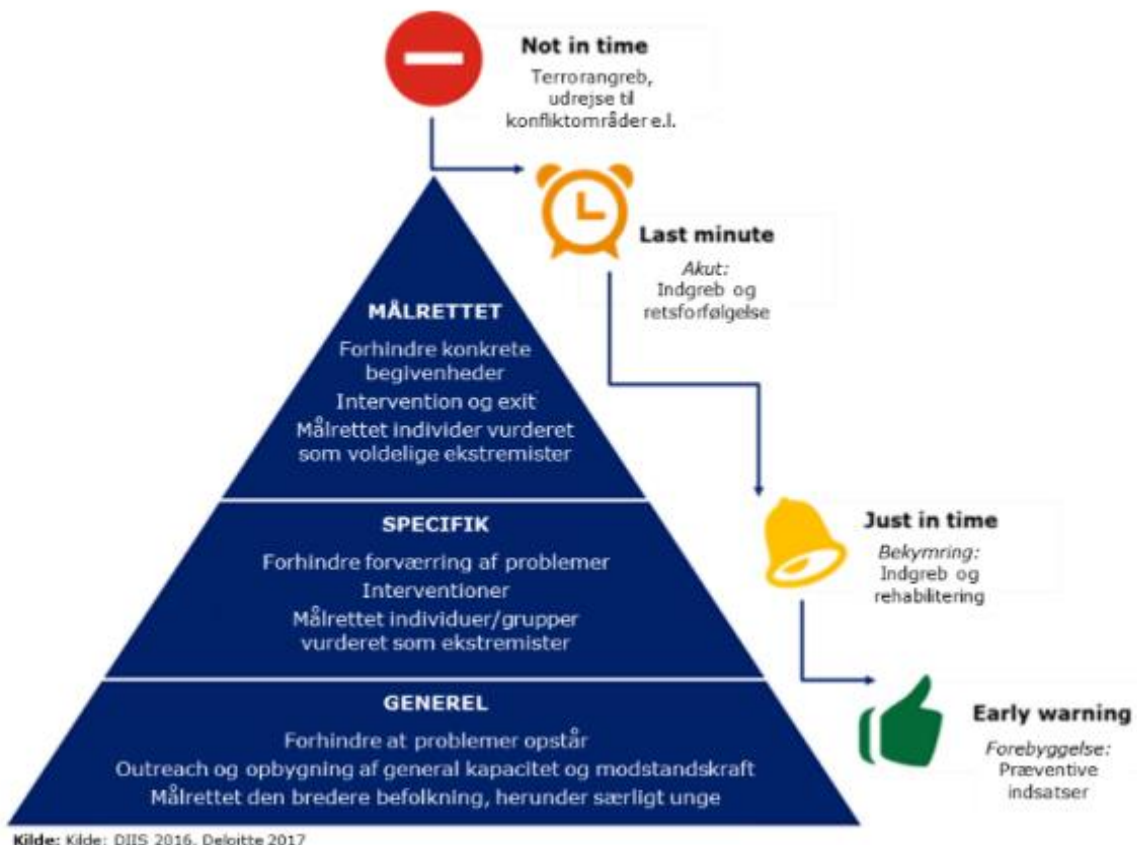 Not in time
Terrorangreb,
udrejse til
konfliktområder e.l.
Last minute
Akut:
Indgreb og
retsforfølgelse
MÅLRETTET
Forhindre konkrete
begivenheder
Intervention og exit
Målrettet individer vurderet
som voldelige ekstremister
Just in time
Bekymring:
Indgreb og
rehabilitering
SPECIFIK
Forhindre forværring af problemer
Interventioner
Målrettet individuer/grupper
vurderet som ekstremister
Early warning
Forebyggelse:
Præventive
indsatser
GENEREL
Forhindre at problemer opstår
Outreach og opbygning af general kapacitet og modstandskraft
Målrettet den bredere befolkning, herunder særligt unge
Kilde: Kilde: DIIS 2016, Deloitte 2017